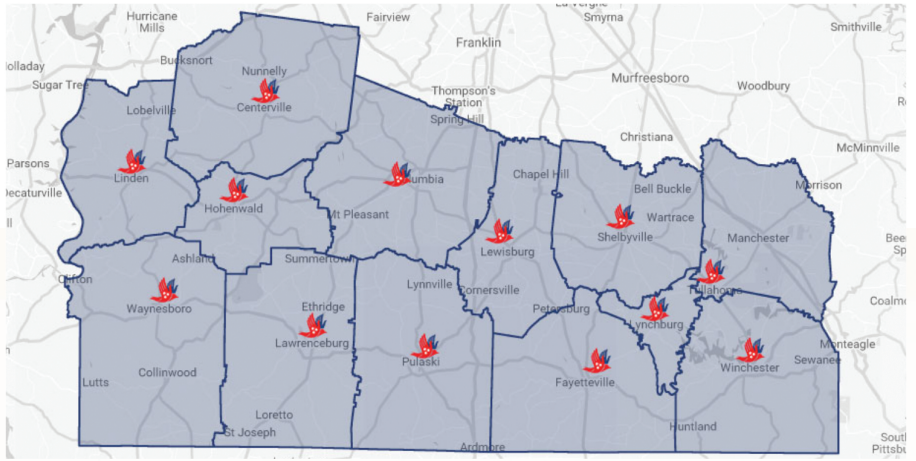 La Vergne
Hurricane
Mills
Fairview
Smyrna
Smithville
Franklin
Bucksnort
Nunnelly
Murfreesboro
Sugar Tree
Centerville
Thompson's
Station
Woodbury
Lobelville
Spring Hill
Christiana
McMinnville
Parsons
Linden
Columbia
Chapel Hill
Bell Buckle
Morrison
Hohenwald
Mt Pleasant
Wartrace
Shelbyville
Manchester
Lewisburg
Ashland
Summertown
Clifton
Lynnville
Cornersville
Tullahoma
Waynesboro
Ethridge
Petersburg
Lynchburg
Lawrenceburg
Pulaski
Monteagle
Sewanee
Winchester
Collinwood
Lutts
Fayetteville
Loretto
St Joseph
Huntland
Ardmore